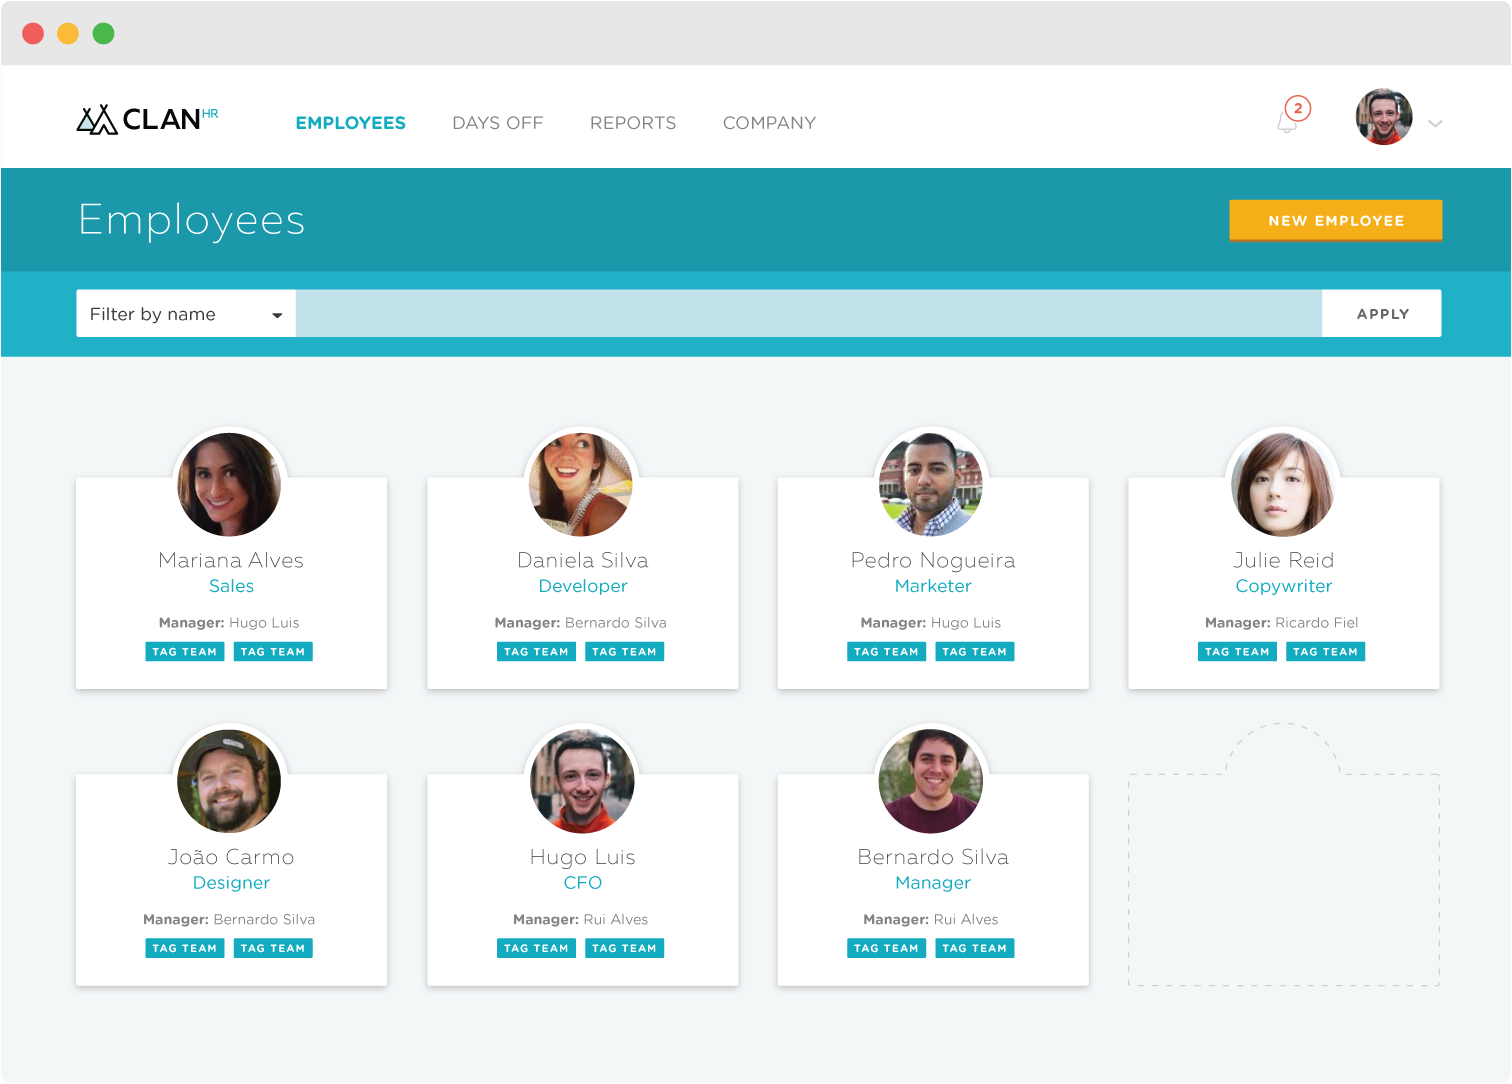 CLAN HR
EMPLOYEES DAYS OFF REPORTS COMPANY
2
Employees
NEW EMPLOYEE
Filter by name
APPLY
Mariana Alves
Sales
Manager: Hugo Luis
TAG TEAM TAG TEAM
Daniela Silva
Developer
Manager: Bernardo Silva
TAG TEAM TAG TEAM
Pedro Nogueira
Marketer
Manager: Hugo Luis
TAG TEAM TAG TEAM
Julie Reid
Copywriter
Manager: Ricardo Fiel
TAG TEAM TAG TEAM
João Carmo
Designer
Manager: Bernardo Silva
TAG TEAM TAG TEAM
Hugo Luis
CFO
Manager: Rui Alves
TAG TEAM TAG TEAM
Bernardo Silva
Manager
Manager: Rui Alves
TAG TEAM TAG TEAM